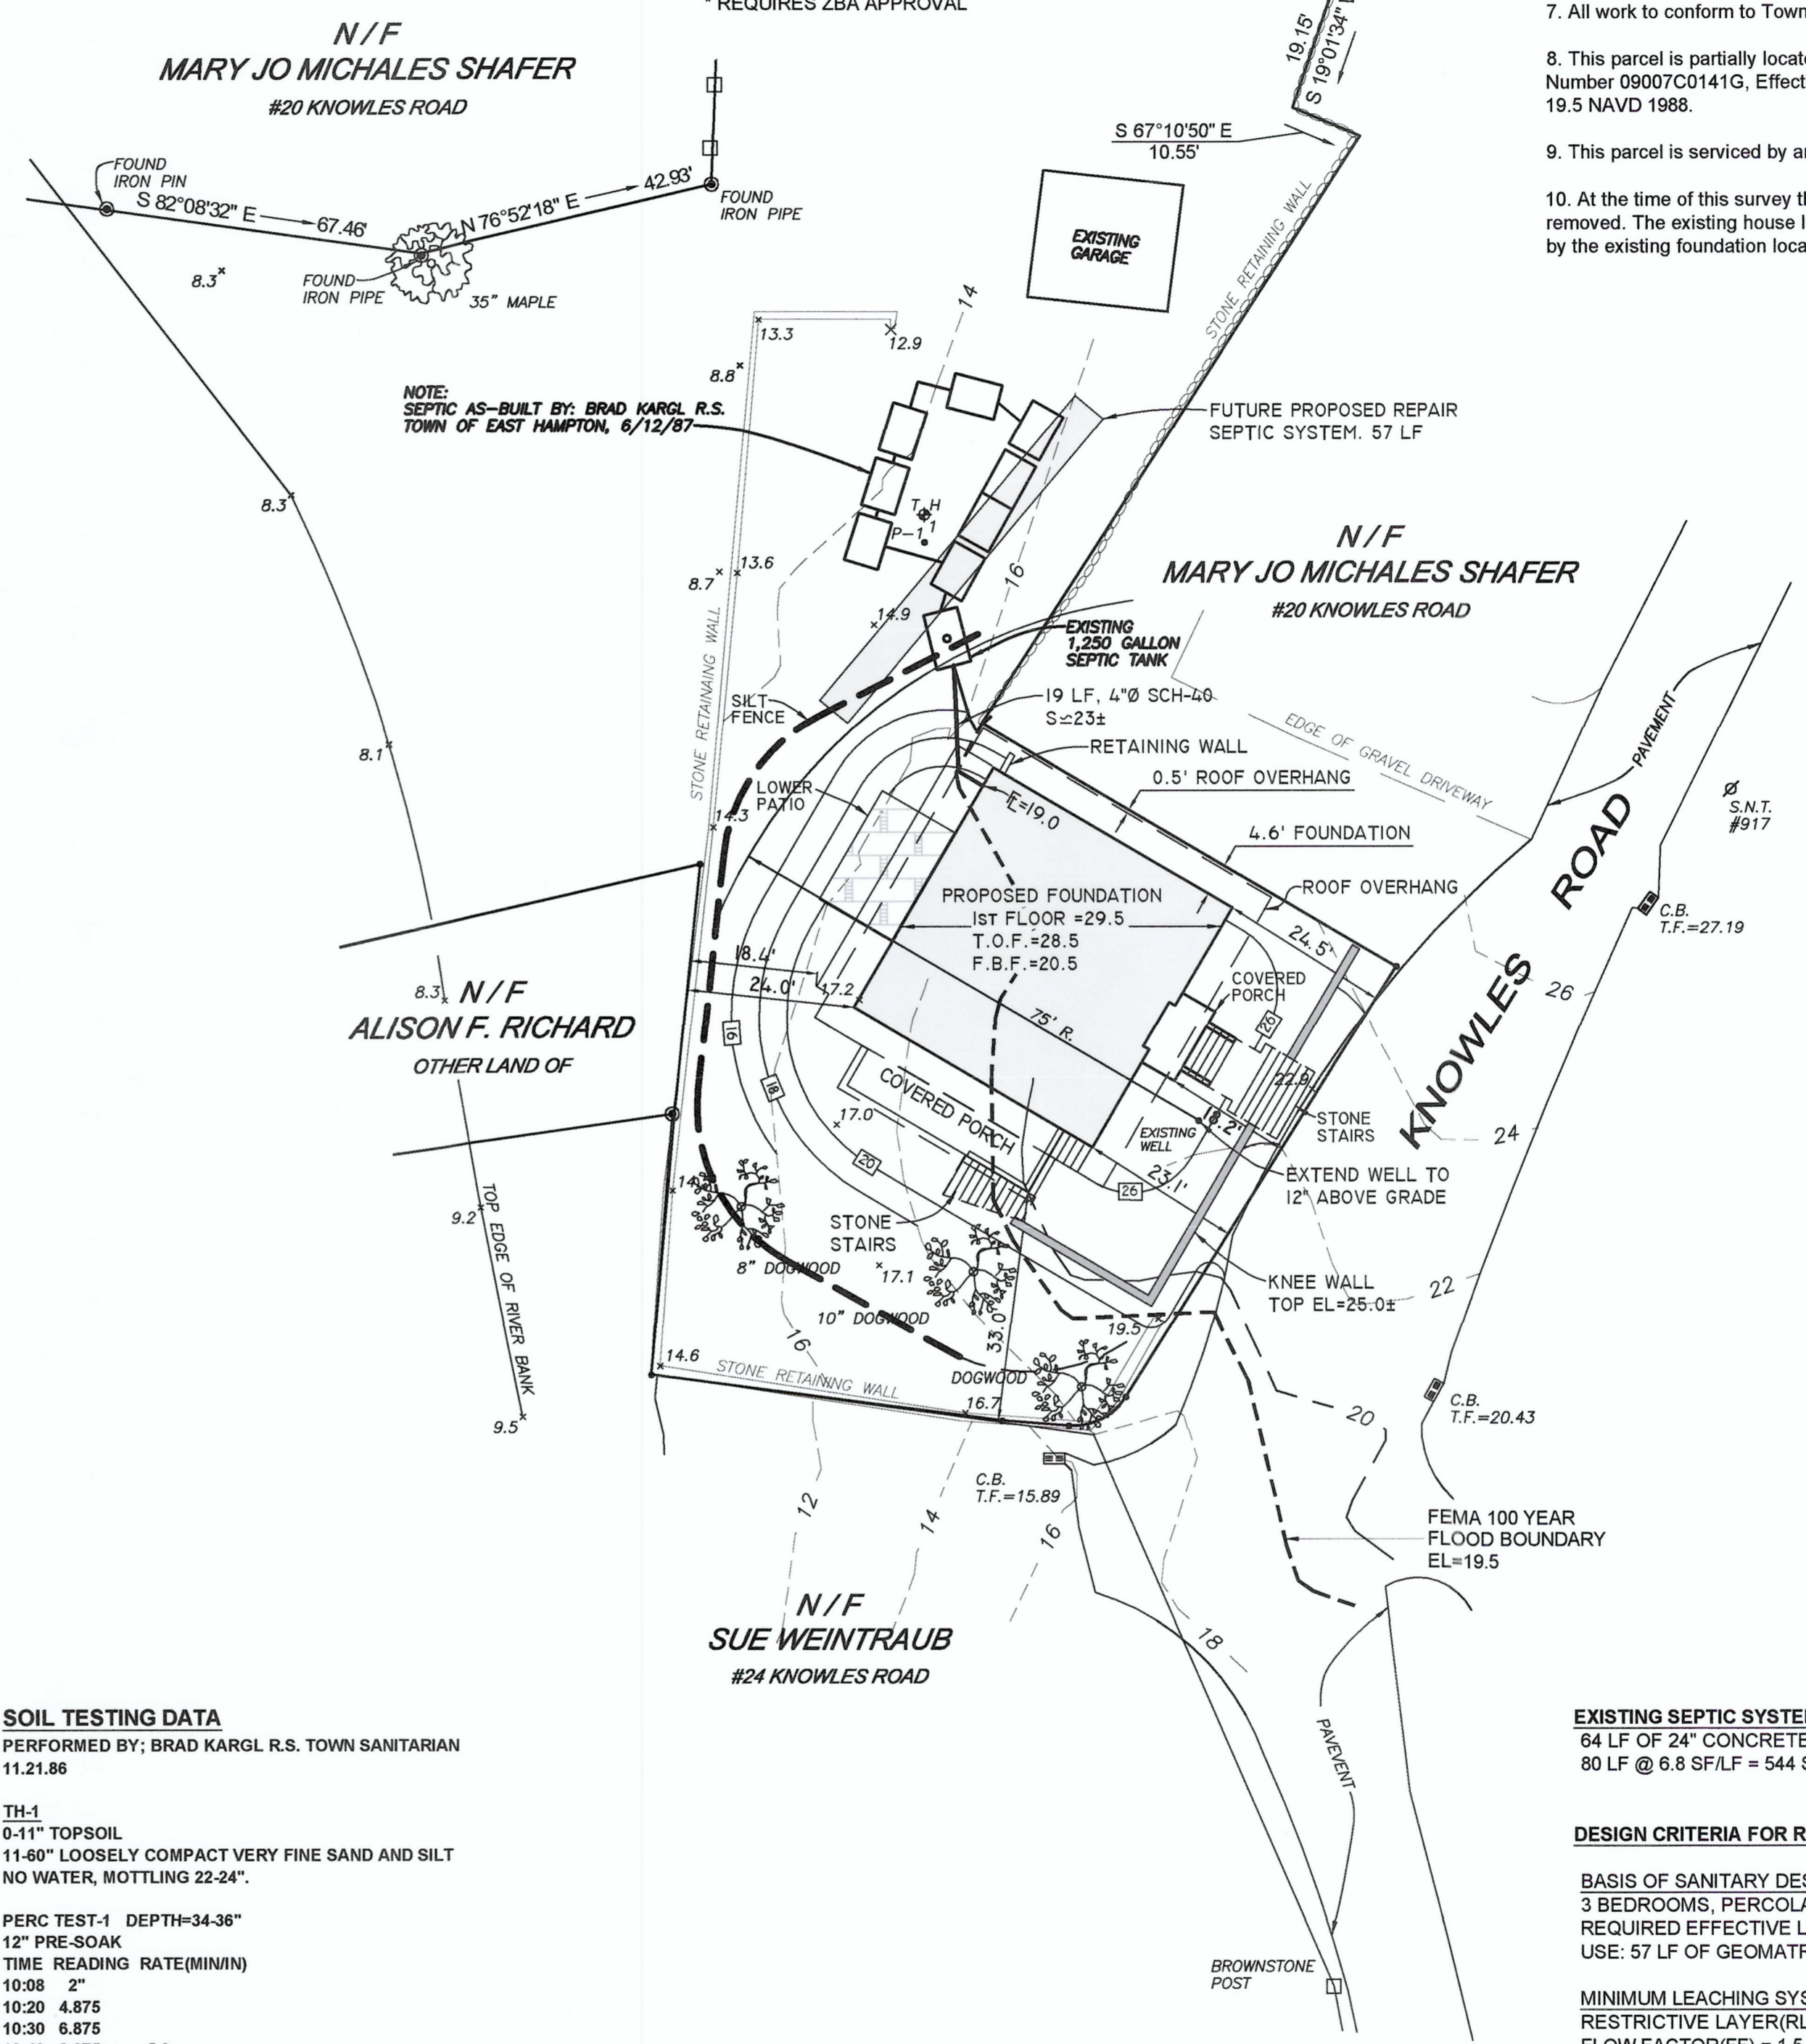 * REQUIRES ZBA APPROVAL
N/F
MARY JO MICHALES SHAFER
#20 KNOWLES ROAD
19.15'
S 19°01'34"
7. All work to conform to Town
8. This parcel is partially
Number 09007C0141G,
19.5 NAVD 1988.
9. This parcel is serviced by
10. At the time of this survey
removed. The existing house
by the existing foundation
S 67°10'50" E
10.55'
FOUND
IRON PIN
S 82°08'32" E
67.46'
N 76°52'18" E
42.93'
FOUND
IRON PIPE
FOUND
IRON PIPE
35" MAPLE
8.3
EXISTING
GARAGE
STONE RETAINING WALL
14
13.3
12.9
8.8
NOTE:
SEPTIC AS-BUILT BY: BRAD KARGL R.S.
TOWN OF EAST HAMPTON, 6/12/87
FUTURE PROPOSED REPAIR
SEPTIC SYSTEM. 57 LF
8.3
T H
1
P-1
13.6
8.7
16
14.9
N/F
MARY JO MICHALES SHAFER
#20 KNOWLES ROAD
EXISTING
1,250 GALLON
SEPTIC TANK
STONE RETAINAING WALL
SILT
FENCE
19 LF, 4"Ø SCH-40
S≃23±
RETAINING WALL
0.5' ROOF OVERHANG
EDGE OF GRAVEL DRIVEWAY
PAVEMENT
S.N.T.
#917
8.1
LOWER
PATIO
14.3
=19.0
4.6' FOUNDATION
ROOF OVERHANG
KNOWLES ROAD
C.B.
T.F.=27.19
PROPOSED FOUNDATION
1ST FLOOR =29.5
T.O.F.=28.5
F.B.F.=20.5
24.5'
18.4'
24.0'
17.2
COVERED
PORCH
26
26
75' R.
8.3
N/F
ALISON F. RICHARD
OTHER LAND OF
16
18
COVERED PORCH
17.0
20
22.9
STONE
STAIRS
18.2'
EXISTING
WELL
24
23.1'
26
EXTEND WELL TO
12" ABOVE GRADE
TOP EDGE OF RIVER BANK
9.2
STONE
STAIRS
8" DOGWOOD
17.1
10" DOGWOOD
KNEE WALL
TOP EL=25.0±
22
16
33.0'
19.5
14.6
STONE RETAINING WALL
DOGWOOD
16.7
9.5
20
C.B.
T.F.=20.43
C.B.
T.F.=15.89
12
14
16
FEMA 100 YEAR
FLOOD BOUNDARY
EL=19.5
N/F
SUE WEINTRAUB
#24 KNOWLES ROAD
18
PAVEVENT
BROWNSTONE
POST
SOIL TESTING DATA
PERFORMED BY; BRAD KARGL R.S. TOWN SANITARIAN
11.21.86
TH-1
0-11" TOPSOIL
11-60" LOOSELY COMPACT VERY FINE SAND AND SILT
NO WATER, MOTTLING 22-24".
PERC TEST-1 DEPTH=34-36"
12" PRE-SOAK
TIME READING RATE(MIN/IN)
10:08 2"
10:20 4.875
10:30 6.875
EXISTING SEPTIC
64 LF OF 24" CONCRETE
80 LF @ 6.8 SF/LF = 544
DESIGN CRITERIA FOR
BASIS OF SANITARY
3 BEDROOMS,
REQUIRED EFFECTIVE
USE: 57 LF OF
MINIMUM LEACHING
RESTRICTIVE